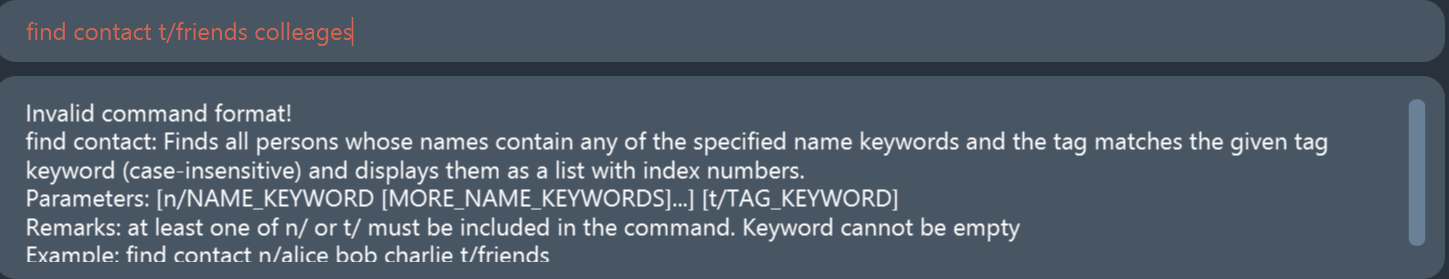 find contact t/friends colleages
Invalid command format!
find contact: Finds all persons whose names contain any of the specified name keywords and the tag matches the given tag
keyword (case-insensitive) and displays them as a list with index numbers.
Parameters: [n/NAME_KEYWORD [MORE_NAME_KEYWORDS]...] [t/TAG_KEYWORD]
Remarks: at least one of n/ or t/ must be included in the command. Keyword cannot be empty
Example: find contact n/alice bob charlie t/friends